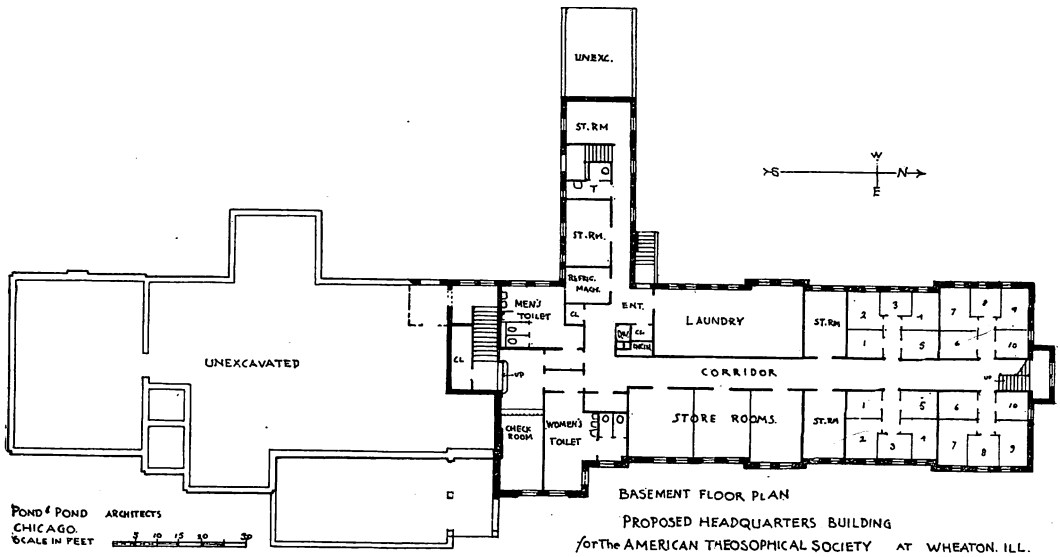 UNEXC.
ST. RM
T
ST. RM.
REFRIG.
MACH.
CL
MEN'S
TOILET
ENT.
CL
LAUNDRY
ST. RM
W
S
N
E
2
3
4
1
5
7
8
9
6
10
UNEXCAVATED
CL
UP
CORRIDOR
UP
CHECK
ROOM
WOMEN'S
TOILET
STORE ROOMS.
ST. RM
1
5
6
10
2
3
4
7
8
9
POND & POND ARCHITECTS
CHICAGO.
SCALE IN FEET 5 10 15 20 30
BASEMENT FLOOR PLAN
PROPOSED HEADQUARTERS BUILDING
for The AMERICAN THEOSOPHICAL SOCIETY AT WHEATON, ILL.